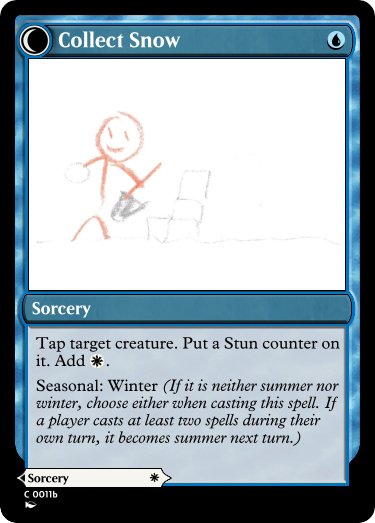 Collect Snow
Sorcery
Tap target creature. Put a Stun counter on
it. Add.
Seasonal: Winter (If it is neither summer nor
winter, choose either when casting this spell. If
a player casts at least two spells during their
own turn, it becomes summer next turn.)
Sorcery
C 0011b